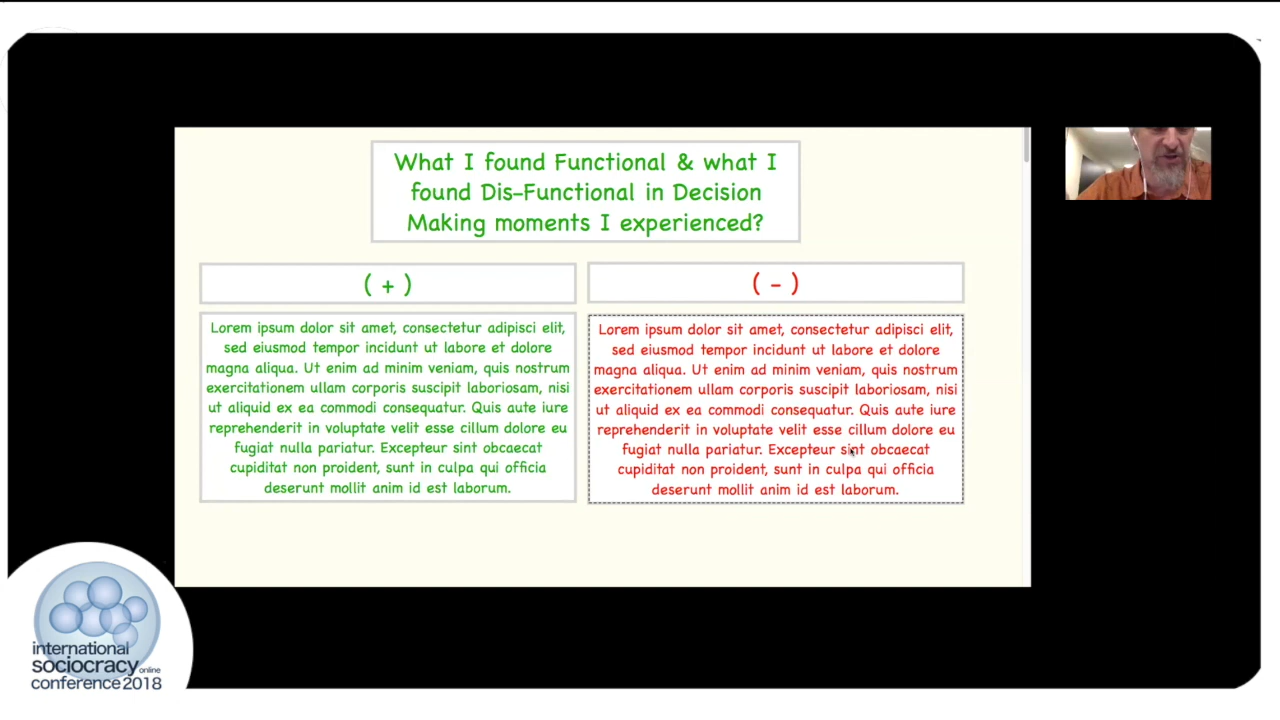 What I found Functional & what I
found Dis-Functional in Decision
Making moments I experienced?
( + )
( - )
Lorem ipsum dolor sit amet, consectetur adipisci elit,
sed eiusmod tempor incidunt ut labore et dolore
magna aliqua. Ut enim ad minim veniam, quis nostrum
exercitationem ullam corporis suscipit laboriosam, nisi
ut aliquid ex ea commodi consequatur. Quis aute iure
reprehenderit in voluptate velit esse cillum dolore eu
fugiat nulla pariatur. Excepteur sint obcaecat
cupiditat non proident, sunt in culpa qui officia
deserunt mollit anim id est laborum.
Lorem ipsum dolor sit amet, consectetur adipisci elit,
sed eiusmod tempor incidunt ut labore et dolore
magna aliqua. Ut enim ad minim veniam, quis nostrum
exercitationem ullam corporis suscipit laboriosam, nisi
ut aliquid ex ea commodi consequatur. Quis aute iure
reprehenderit in voluptate velit esse cillum dolore eu
fugiat nulla pariatur. Excepteur sint obcaecat
cupiditat non proident, sunt in culpa qui officia
deserunt mollit anim id est laborum.
international
sociocracy online
conference 2018